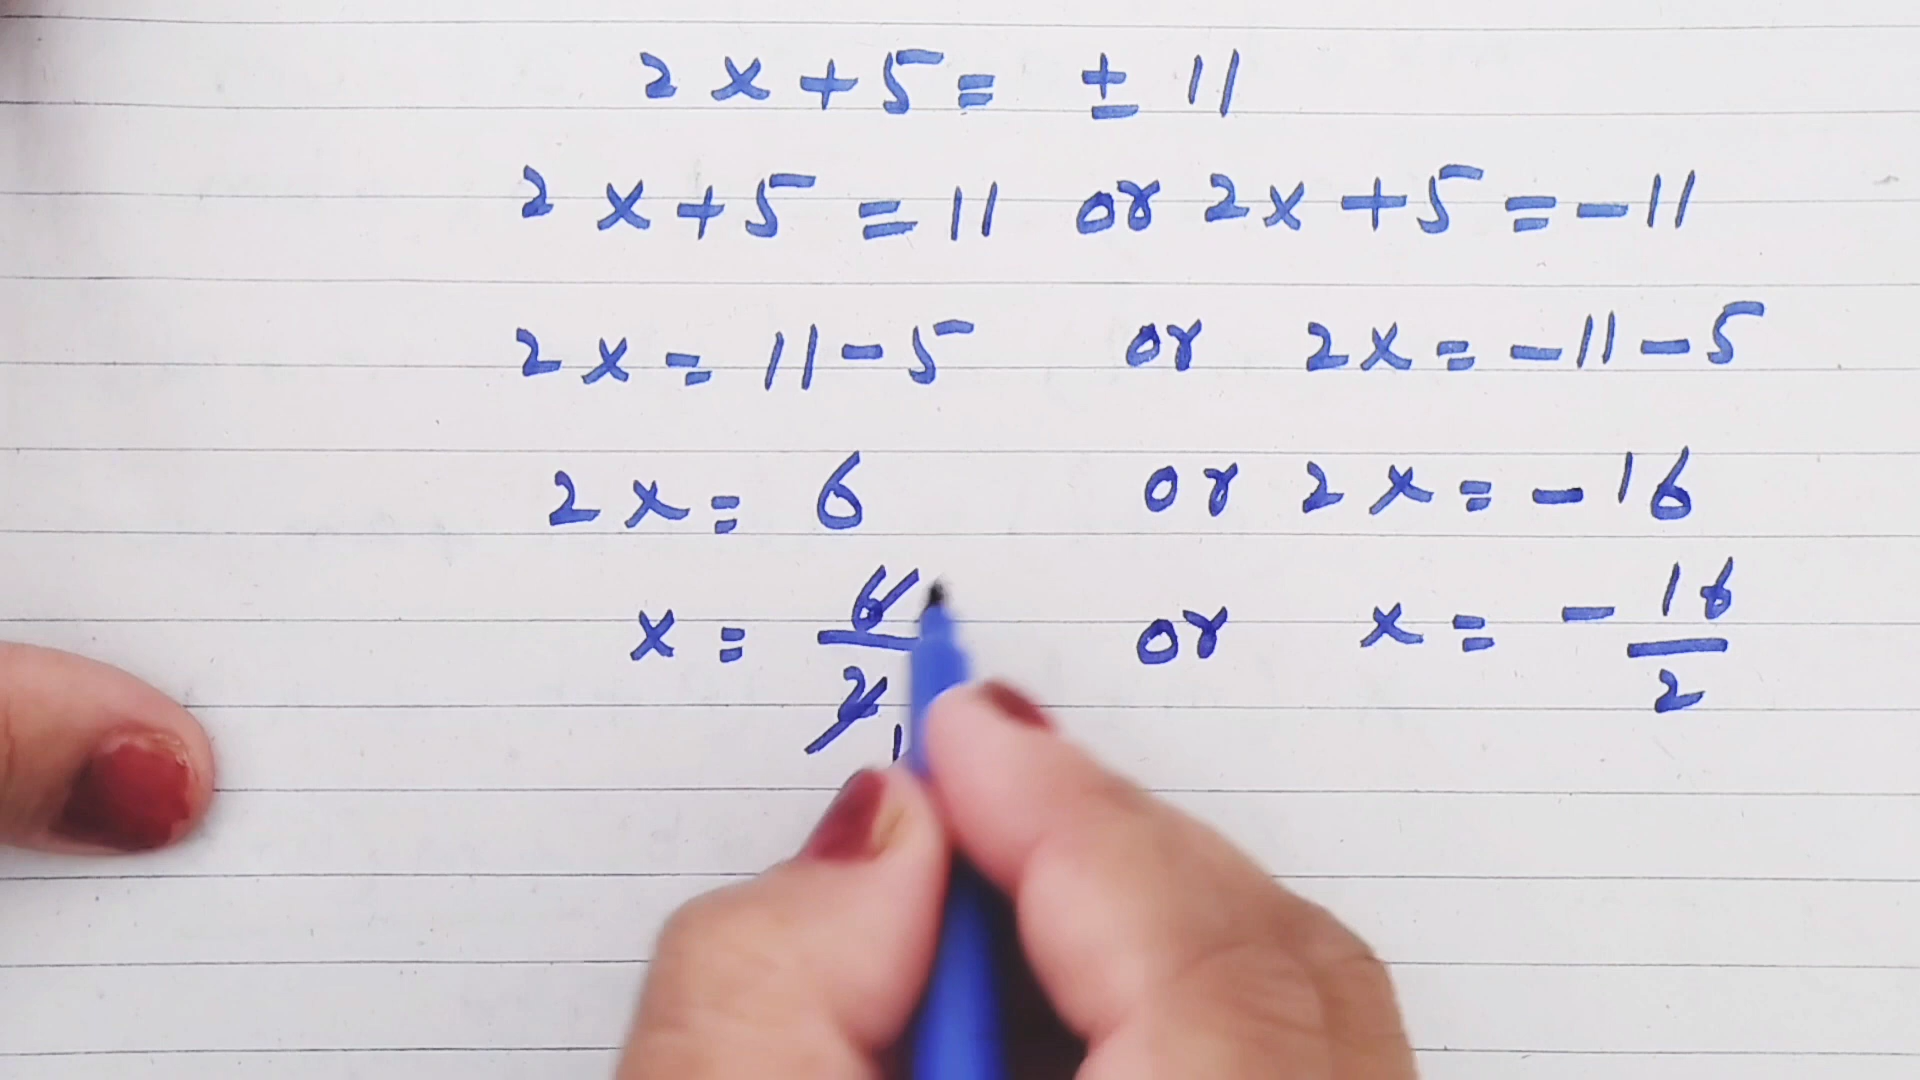 2x+5= ± 11
2x+5=11 or 2x+5=-11
2x=11-5 or 2x=-11-5
2x=6 or 2x=-16
x=6/2 1 or x=-16/2